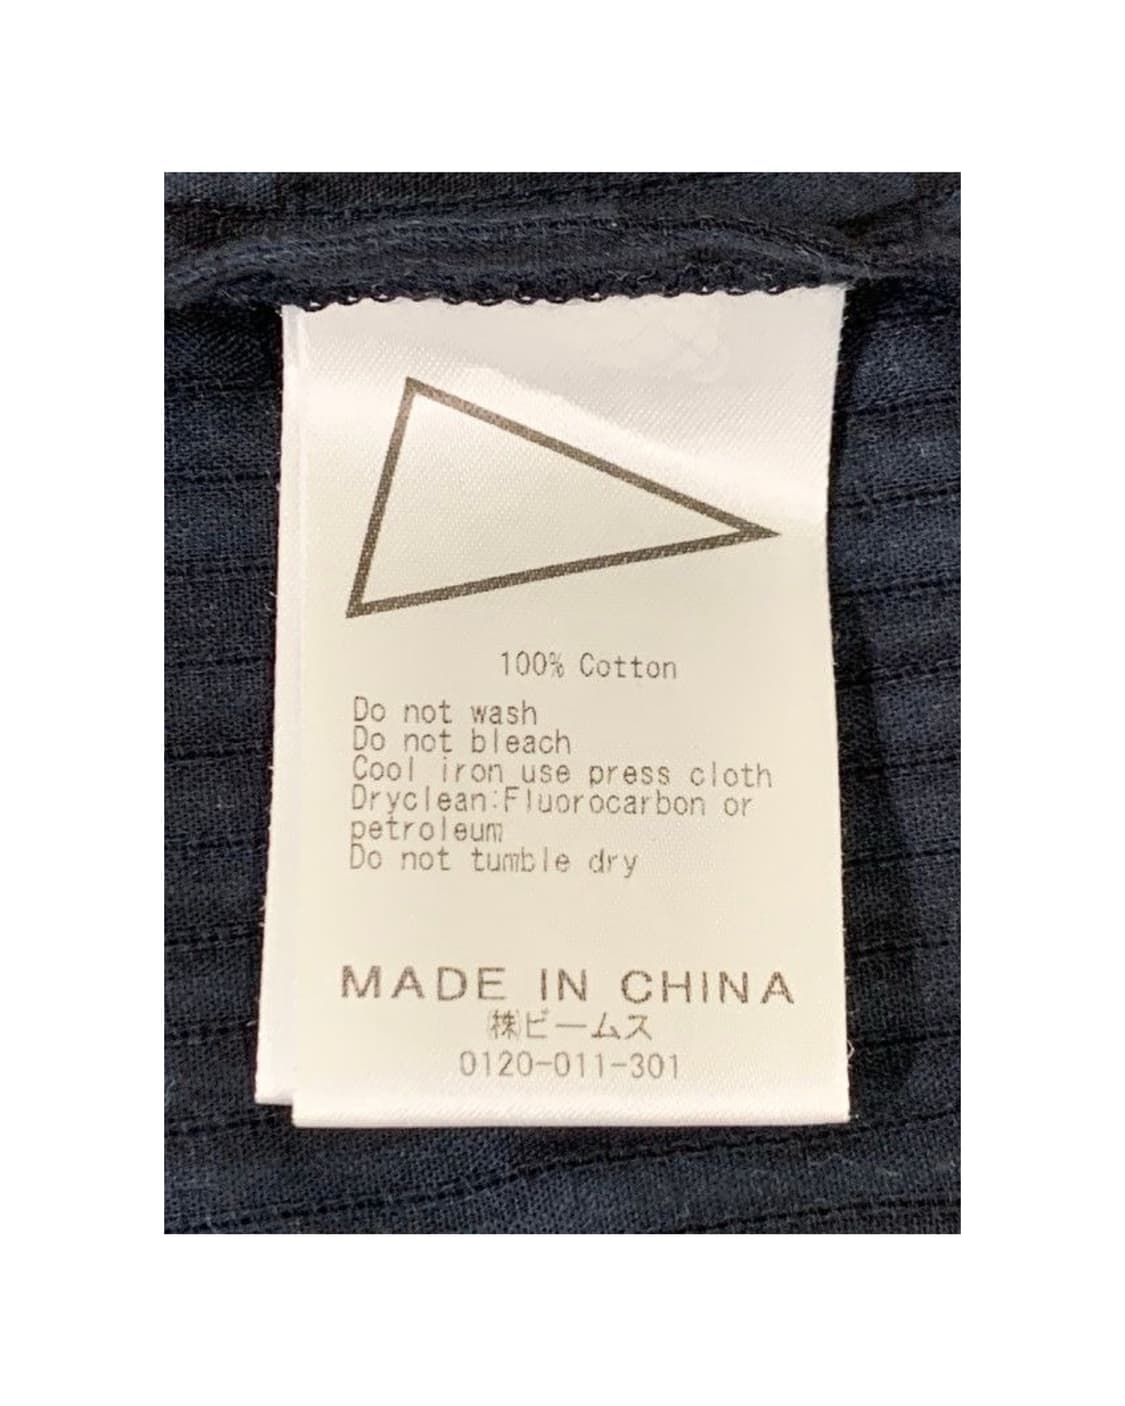 100% Cotton
Do not wash
Do not bleach
Cool iron use press cloth
Dryclean:Fluorocarbon or
petroleum
Do not tumble dry
MADE IN CHINA
㈱ビームス
0120-011-301